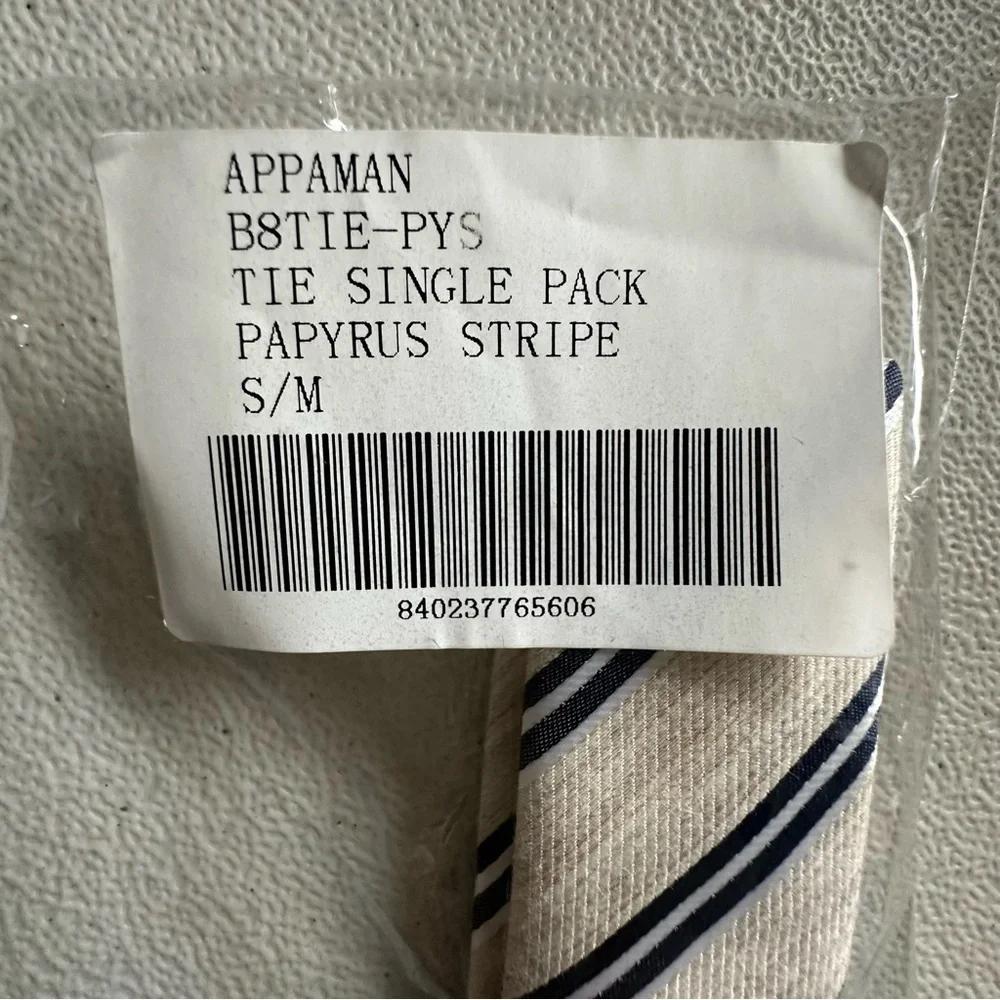 APPAMAN
B8TIE-PYS
TIE SINGLE PACK
PAPYRUS STRIPE
S/M
840237765606